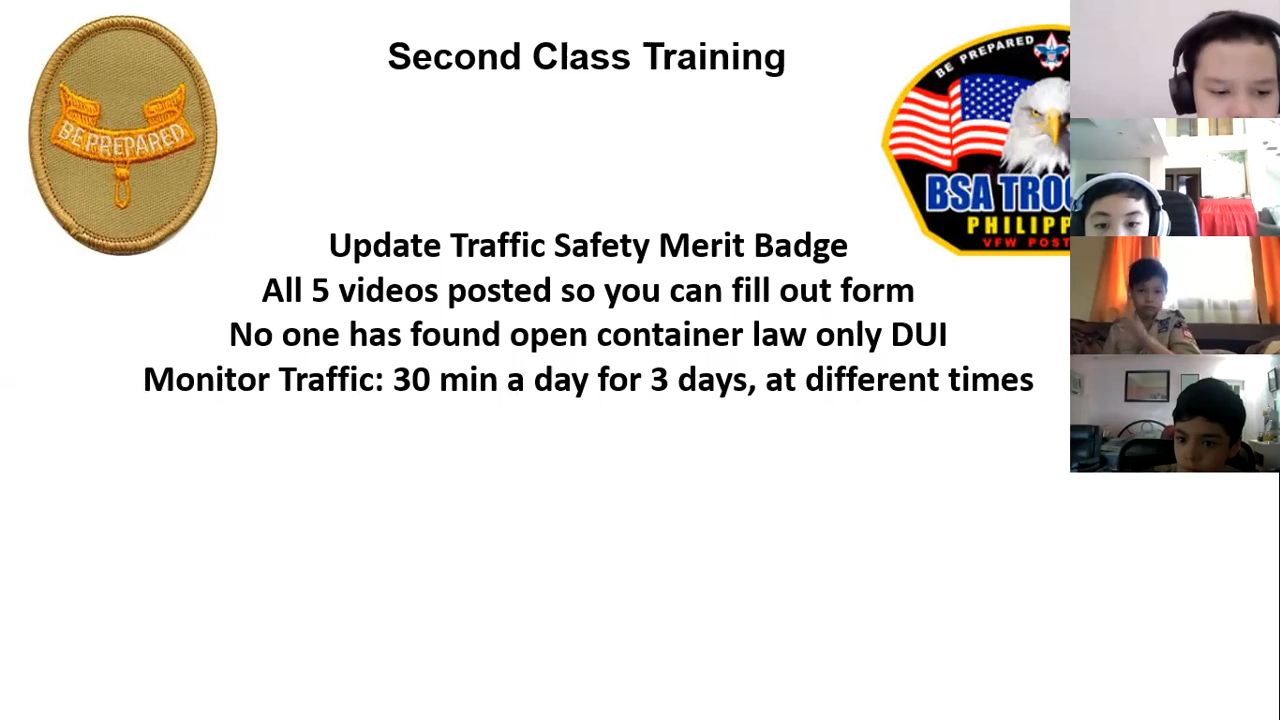 Second Class Training
BE PREPARED
BE PREPARED
BSA
PHILIPP
VFW POST
Update Traffic Safety Merit Badge
All 5 videos posted so you can fill out form
No one has found open container law only DUI
Monitor Traffic: 30 min a day for 3 days, at different times